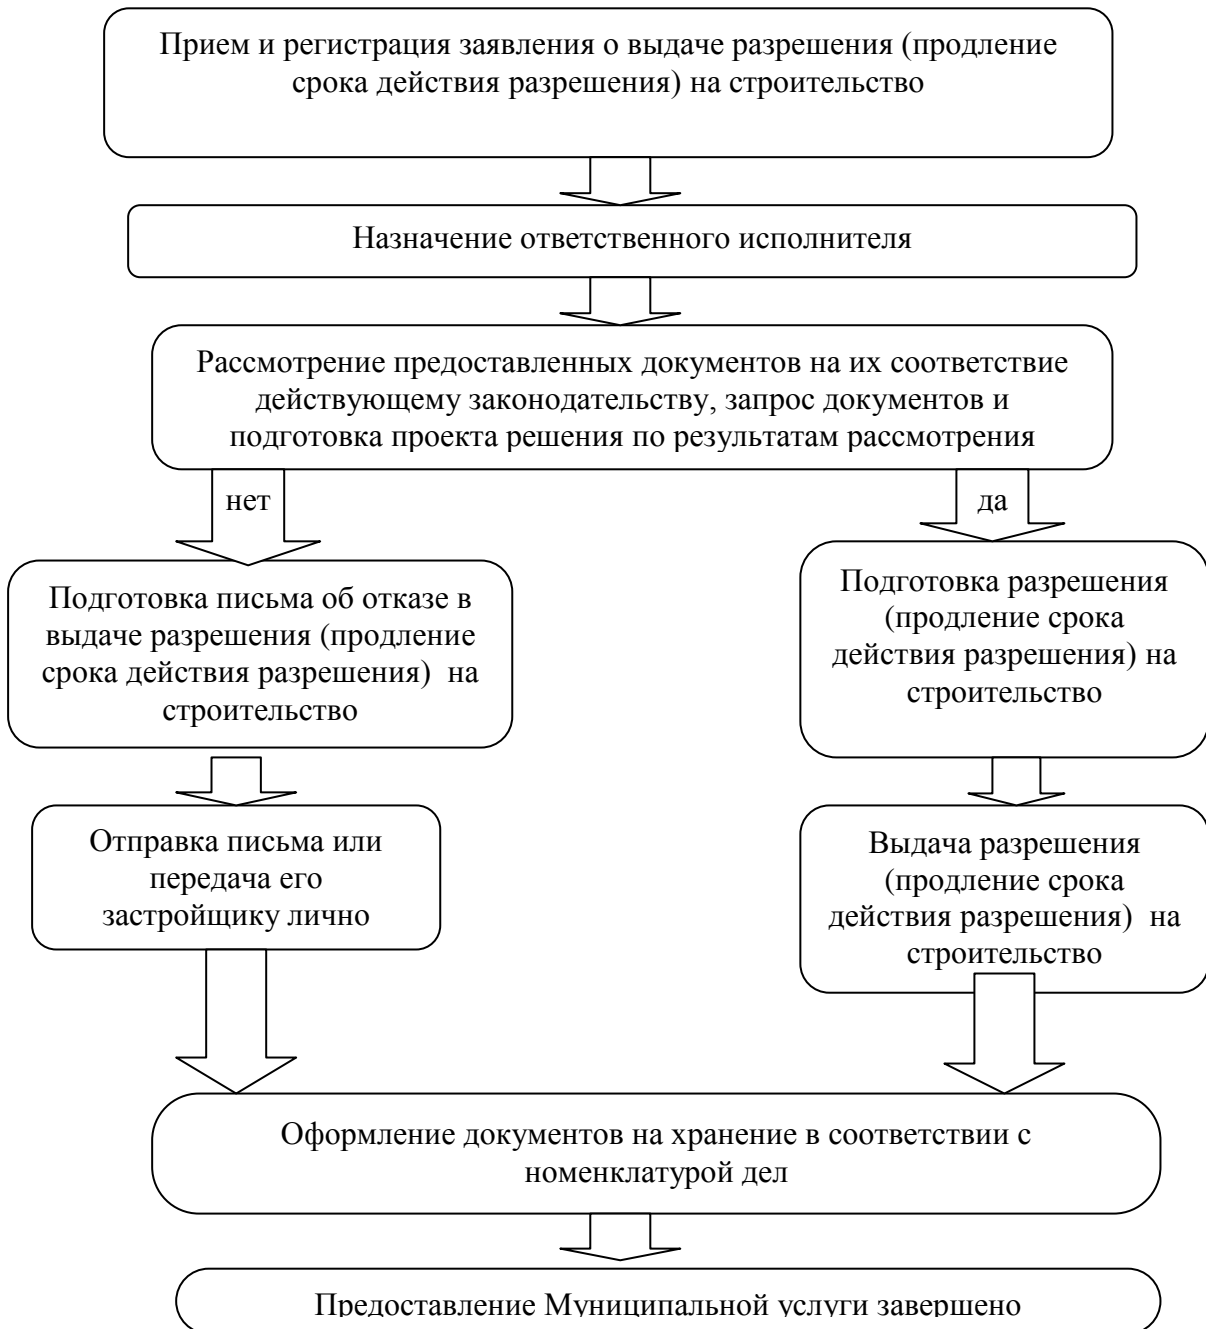 Прием и регистрация заявления о выдаче разрешения (продление
срока действия разрешения) на строительство
Назначение ответственного исполнителя
Рассмотрение предоставленных документов на их соответствие
действующему законодательству, запрос документов и
подготовка проекта решения по результатам рассмотрения
нет
да
Подготовка письма об отказе в
выдаче разрешения (продление
срока действия разрешения)  на
строительство
Подготовка разрешения
(продление срока
действия разрешения) на
строительство
Отправка письма или
передача его
застройщику лично
Выдача разрешения
(продление срока
действия разрешения)  на
строительство
Оформление документов на хранение в соответствии с
номенклатурой дел
Предоставление Муниципальной услуги завершено